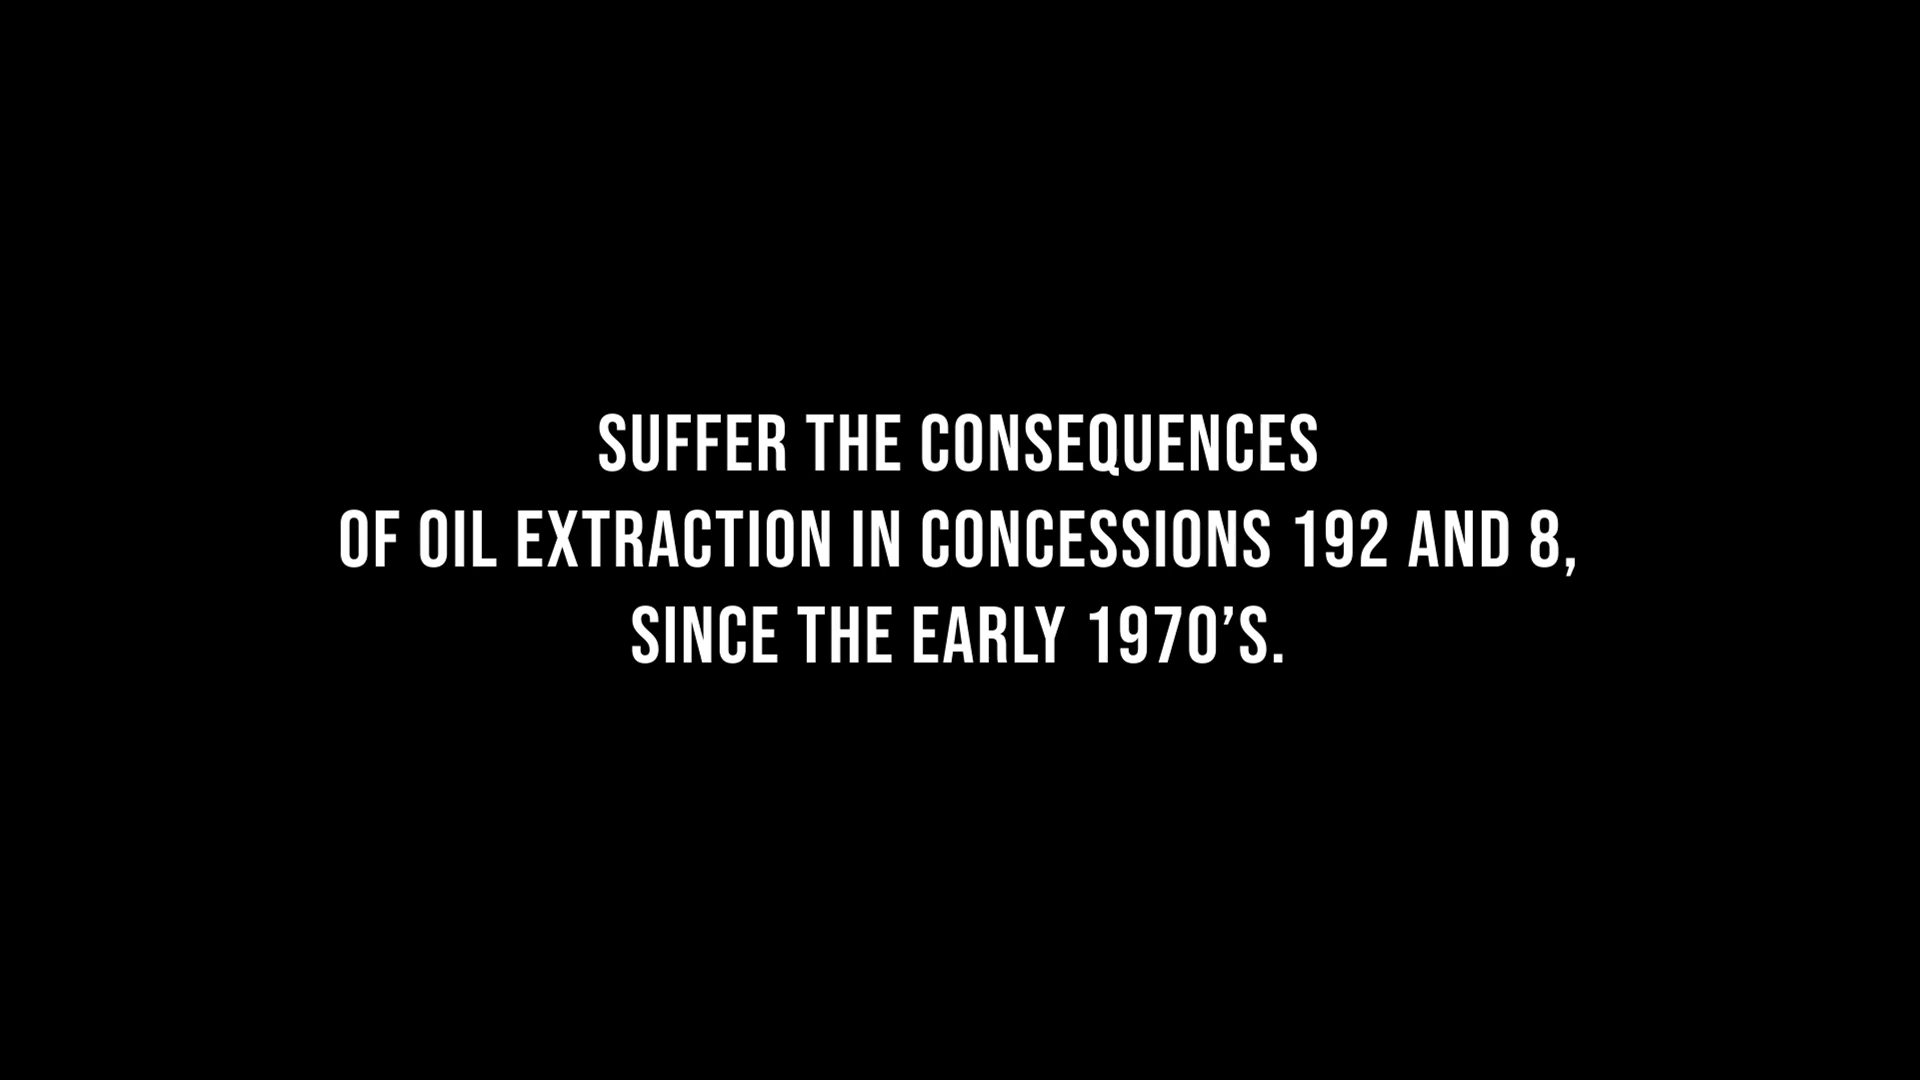 SUFFER THE CONSEQUENCES
OF OIL EXTRACTION IN CONCESSIONS 192 AND 8,
SINCE THE EARLY 1970’S.